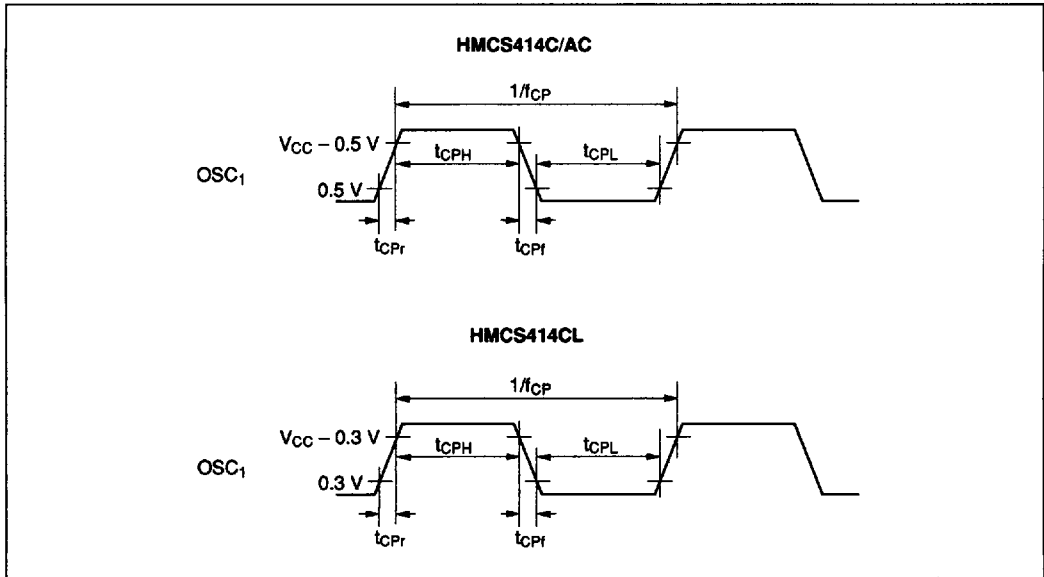 HMCS414C/AC
1/fCP
VCC – 0.5 V
tCPH
tCPL
OSC1
0.5 V
tCPr
tCPf
HMCS414CL
1/fCP
VCC – 0.3 V
tCPH
tCPL
OSC1
0.3 V
tCPr
tCPf